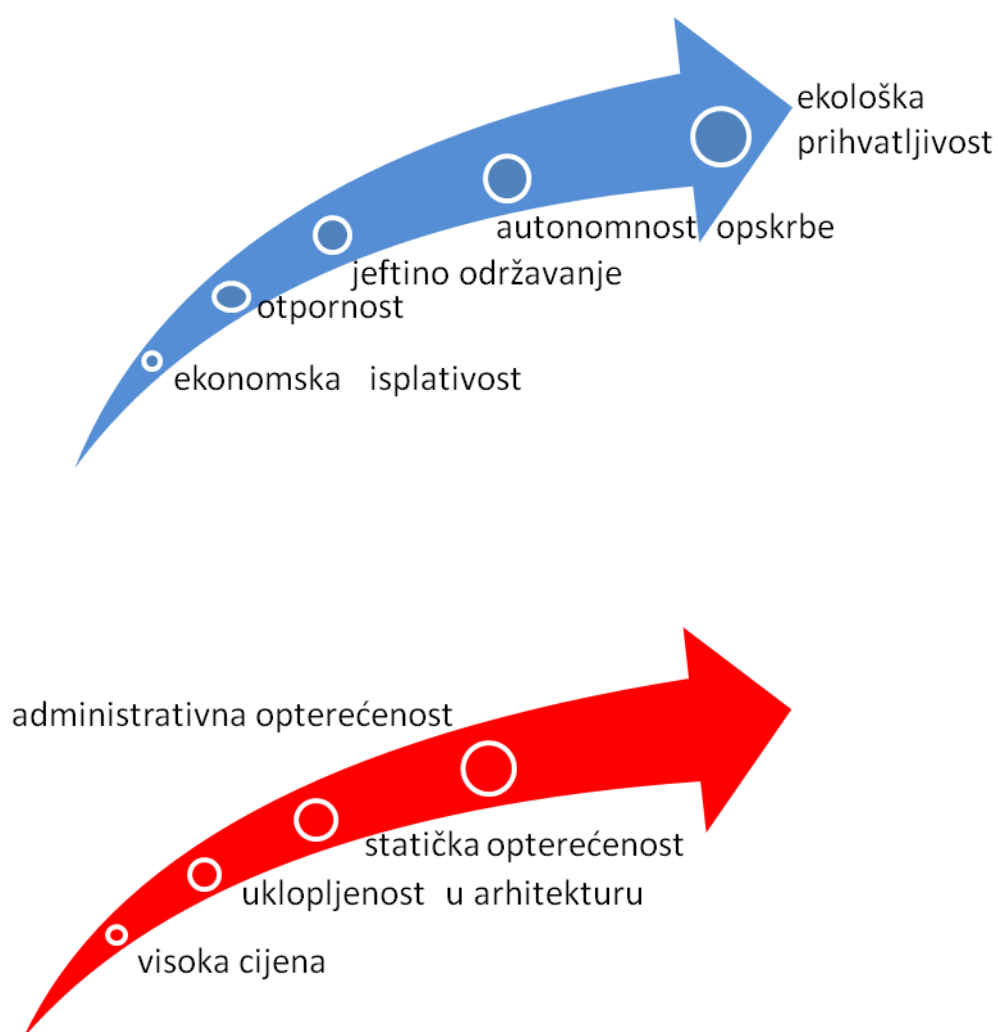 ekološka
prihvatljivost
autonomnost opskrbe
jeftino održavanje
otpornost
ekonomska isplativost
administrativna opterećenost
statička opterećenost
uklopljenost u arhitekturu
visoka cijena